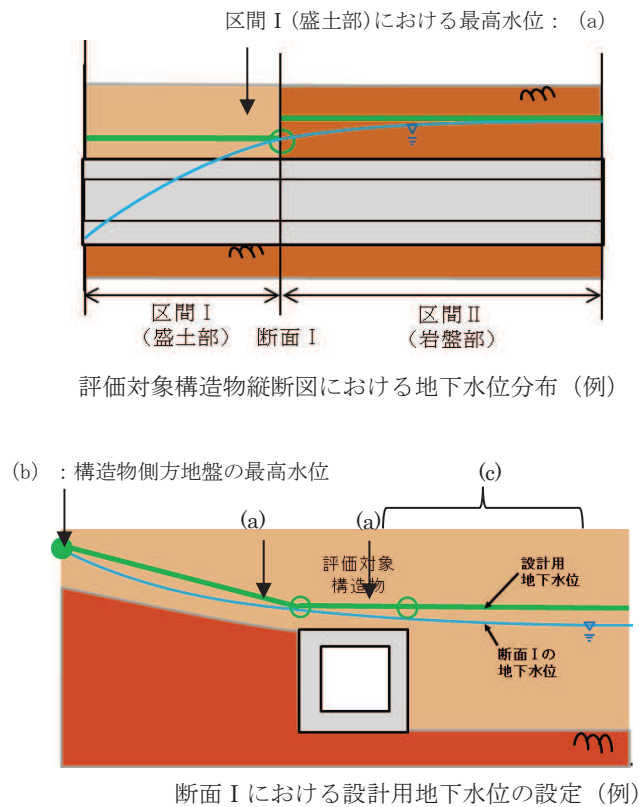 区間Ⅰ(盛土部)における最高水位： (a)
区間Ⅰ
（盛土部）
断面Ⅰ
区間Ⅱ
（岩盤部）
評価対象構造物縦断図における地下水位分布（例）
(b) ：構造物側方地盤の最高水位
(c)
(a)
(a)
評価対象
構造物
設計用
地下水位
断面Ⅰの
地下水位
断面Ⅰにおける設計用地下水位の設定（例）